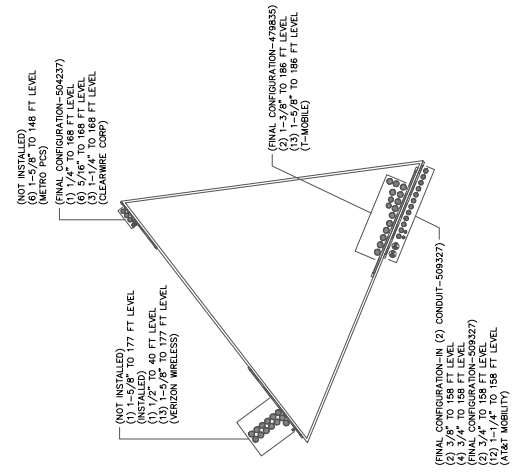 (NOT INSTALLED)
(6) 1-5/8" TO 148 FT LEVEL
(METRO PCS)
(FINAL CONFIGURATION-504237)
(1) 1/4" TO 168 FT LEVEL
(6) 5/16" TO 168 FT LEVEL
(3) 1-1/4" TO 168 FT LEVEL
(CLEARWIRE CORP)
(FINAL CONFIGURATION-479835)
(2) 1-3/8" TO 186 FT LEVEL
(13) 1-5/8" TO 186 FT LEVEL
(T-MOBILE)
(NOT INSTALLED)
(1) 1-5/8" TO 177 FT LEVEL
(INSTALLED)
(1) 1/2" TO 40 FT LEVEL
(13) 1-5/8" TO 177 FT LEVEL
(VERIZON WIRELESS)
(FINAL CONFIGURATION-IN (2) CONDUIT-509327)
(2) 3/8" TO 158 FT LEVEL
(4) 3/4" TO 158 FT LEVEL
(FINAL CONFIGURATION-509327)
(2) 3/4" TO 158 FT LEVEL
(12) 1-1/4" TO 158 FT LEVEL
(AT&T MOBILITY)